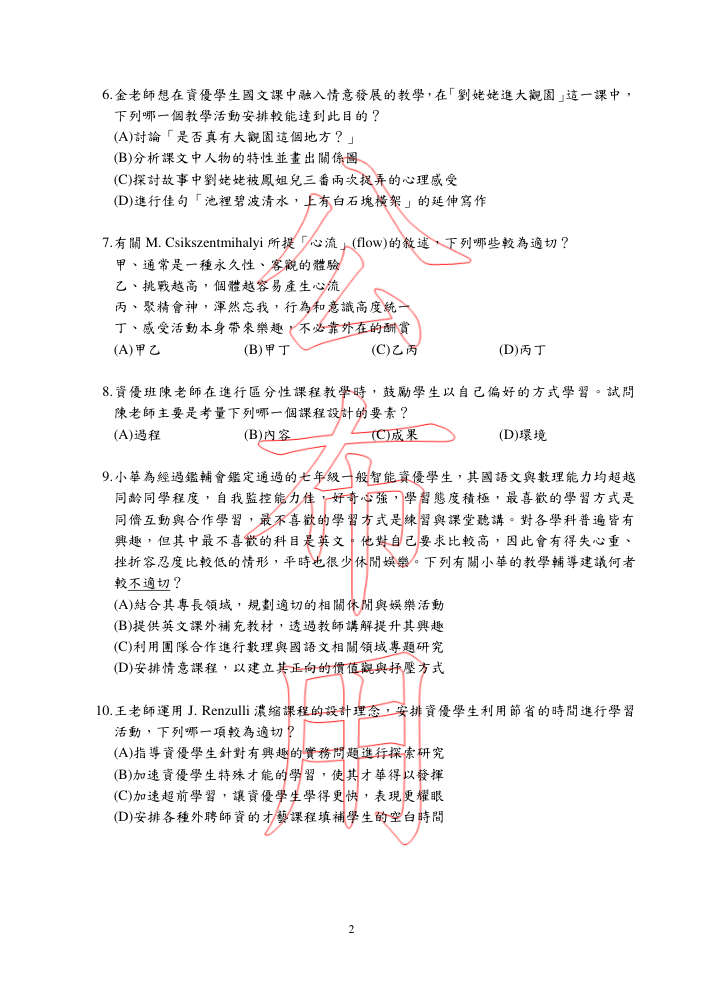 6.金老師想在資優學生國文課中融入情意發展的教學，在「劉姥姥進大觀園」這一課中，
下列哪一個教學活動安排較能達到此目的？
(A)討論「是否真有大觀園這個地方？」
(B)分析課文中人物的特性並畫出關係圖
(C)探討故事中劉姥姥被鳳姐兒三番兩次捉弄的心理感受
(D)進行佳句「池裡碧波清水，上有白石塊橫架」的延伸寫作
7.有關 M. Csikszentmihalyi 所提「心流」(flow)的敘述，下列哪些較為適切？
甲、通常是一種永久性、客觀的體驗
乙、挑戰越高，個體越容易產生心流
丙、聚精會神，渾然忘我，行為和意識高度統一
丁、感受活動本身帶來樂趣，不必靠外在的酬賞
(A)甲乙 (B)甲丁 (C)乙丙 (D)丙丁
8.資優班陳老師在進行區分性課程教學時，鼓勵學生以自己偏好的方式學習。試問
陳老師主要是考量下列哪一個課程設計的要素？
(A)過程 (B)內容 (C)成果 (D)環境
9.小華為經過鑑輔會鑑定通過的七年級一般智能資優學生，其國語文與數理能力均超越
同齡同學程度，自我監控能力佳，好奇心強，學習態度積極，最喜歡的學習方式是
同儕互動與合作學習，最不喜歡的學習方式是練習與課堂聽講。對各學科普遍皆有
興趣，但其中最不喜歡的科目是英文。他對自己要求比較高，因此會有得失心重、
挫折容忍度比較低的情形，平時也很少休閒娛樂。下列有關小華的教學輔導建議何者
較不適切？
(A)結合其專長領域，規劃適切的相關休閒與娛樂活動
(B)提供英文課外補充教材，透過教師講解提升其興趣
(C)利用團隊合作進行數理與國語文相關領域專題研究
(D)安排情意課程，以建立其正向的價值觀與抒壓方式
10.王老師運用 J. Renzulli 濃縮課程的設計理念，安排資優學生利用節省的時間進行學習
活動，下列哪一項較為適切？
(A)指導資優學生針對有興趣的實務問題進行探索研究
(B)加速資優學生特殊才能的學習，使其才華得以發揮
(C)加速超前學習，讓資優學生學得更快，表現更耀眼
(D)安排各種外聘師資的才藝課程填補學生的空白時間
公布用
2